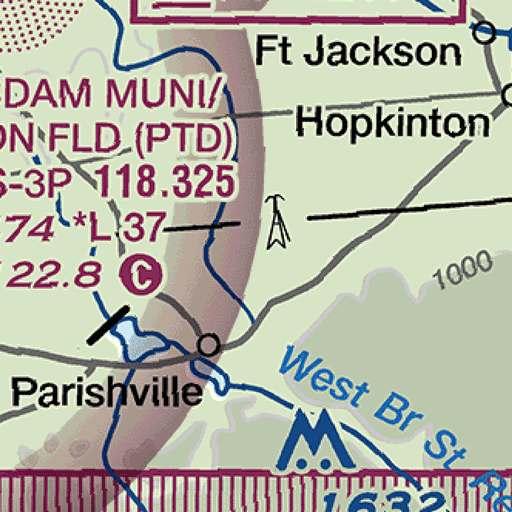 Ft Jackson
DAM MUNI/
Hopkinton
N FLD (PTD)
S-3P 118.325
74 *L 37
22.8 C
1000
Parishville
West Br St R
M
1632